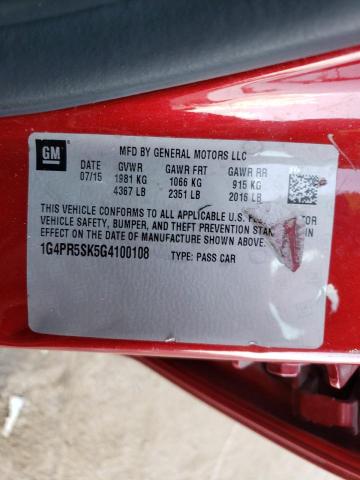 GM
MFD BY GENERAL MOTORS LLC
DATE GVWR GAWR FRT GAWR RR
07/15 1981 KG 1066 KG 915 KG
4367 LB 2351 LB 2016 LB
THIS VEHICLE CONFORMS TO ALL APPLICABLE U.S.
VEHICLE SAFETY, BUMPER, AND THEFT PREVENTION
EFFECT ON THE DATE OF MANUFACTURE SHOWN ABOVE.
1G4PR5SK5G4100108 TYPE: PASS CAR